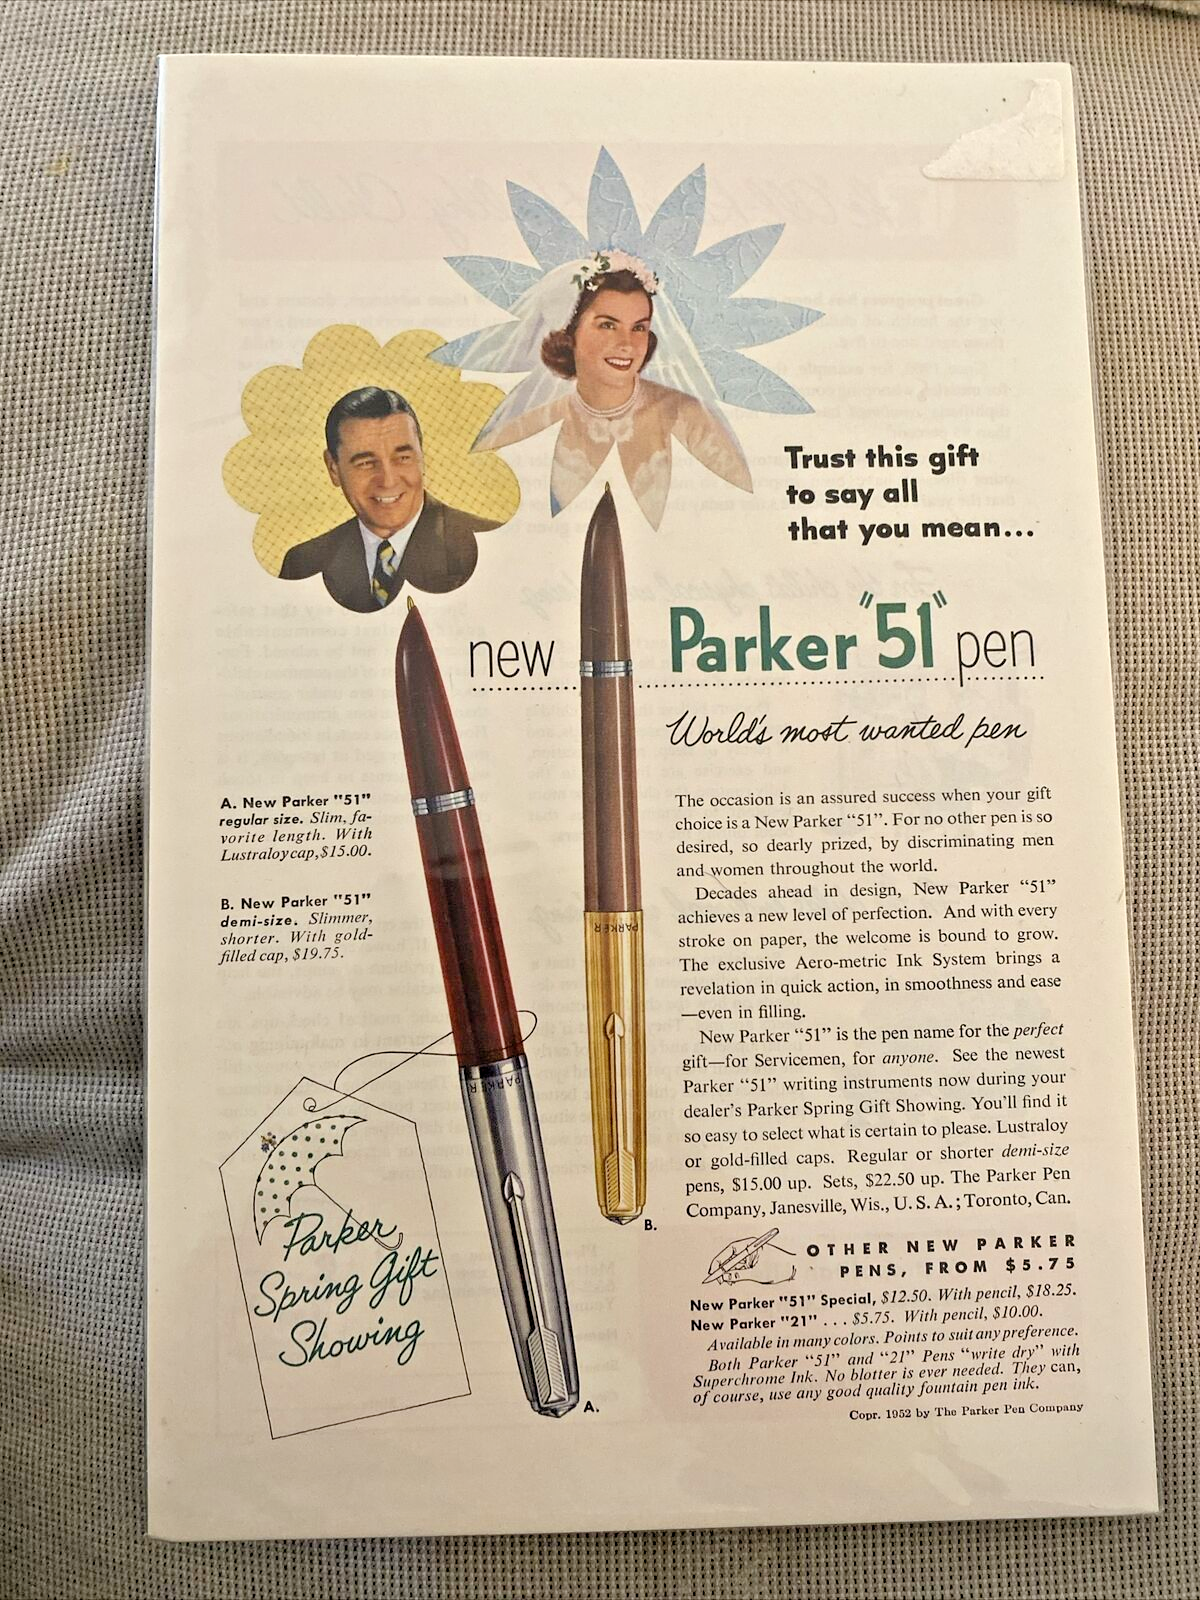 Trust this gift
to say all
that you mean...
new Parker "51" pen
World's most wanted pen
A. New Parker "51"
regular size. Slim, fa-
vorite length. With
Lustraloy cap, $15.00.
B. New Parker "51"
demi-size. Slimmer,
shorter. With gold-
filled cap, $19.75.
The occasion is an assured success when your gift
choice is a New Parker “51”. For no other pen is so
desired, so dearly prized, by discriminating men
and women throughout the world.
Decades ahead in design, New Parker “51”
achieves a new level of perfection. And with every
stroke on paper, the welcome is bound to grow.
The exclusive Aero-metric Ink System brings a
revelation in quick action, in smoothness and ease
—even in filling.
New Parker “51” is the pen name for the perfect
gift—for Servicemen, for anyone. See the newest
Parker “51” writing instruments now during your
dealer’s Parker Spring Gift Showing. You’ll find it
so easy to select what is certain to please. Lustraloy
or gold-filled caps. Regular or shorter demi-size
pens, $15.00 up. Sets, $22.50 up. The Parker Pen
Company, Janesville, Wis., U. S. A.; Toronto, Can.
PARKER
PARKER
B.
A.
Parker
Spring Gift
Showing
OTHER NEW PARKER
PENS, FROM $5.75
New Parker "51" Special, $12.50. With pencil, $18.25.
New Parker "21" . . . $5.75. With pencil, $10.00.
Available in many colors. Points to suit any preference.
Both Parker “51” and “21” Pens “write dry” with
Superchrome Ink. No blotter is ever needed. They can,
of course, use any good quality fountain pen ink.
Copr. 1952 by The Parker Pen Company